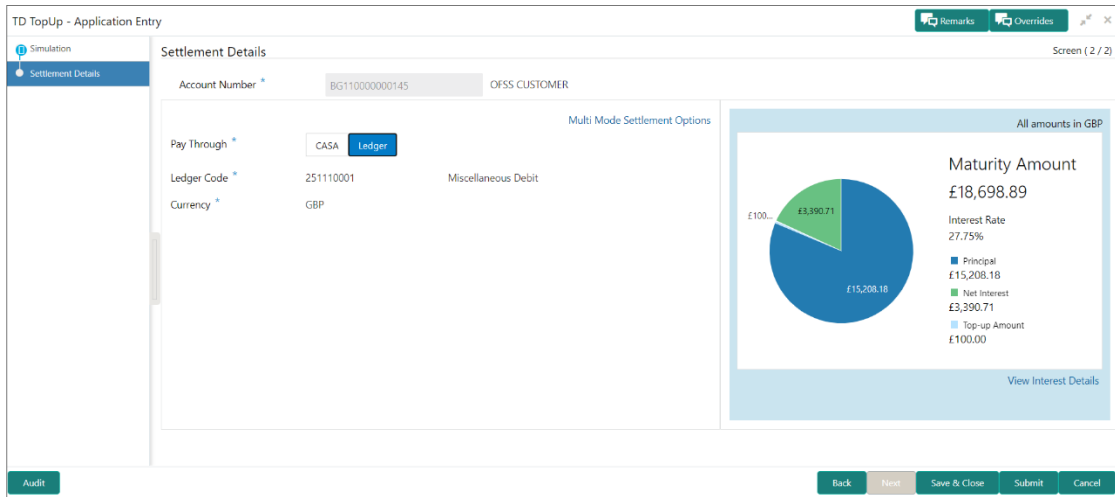 TD TopUp - Application Entry
Remarks
Overrides
Simulation
Settlement Details
Settlement Details
Screen ( 2 / 2)
Account Number *
BG110000000145
OFSS CUSTOMER
Multi Mode Settlement Options
Pay Through *
CASA
Ledger
Ledger Code *
251110001
Miscellaneous Debit
Currency *
GBP
All amounts in GBP
£100...
£3,390.71
£15,208.18
Maturity Amount
£18,698.89
Interest Rate
27.75%
Principal
£15,208.18
Net Interest
£3,390.71
Top-up Amount
£100.00
View Interest Details
Audit
Back
Next
Save & Close
Submit
Cancel